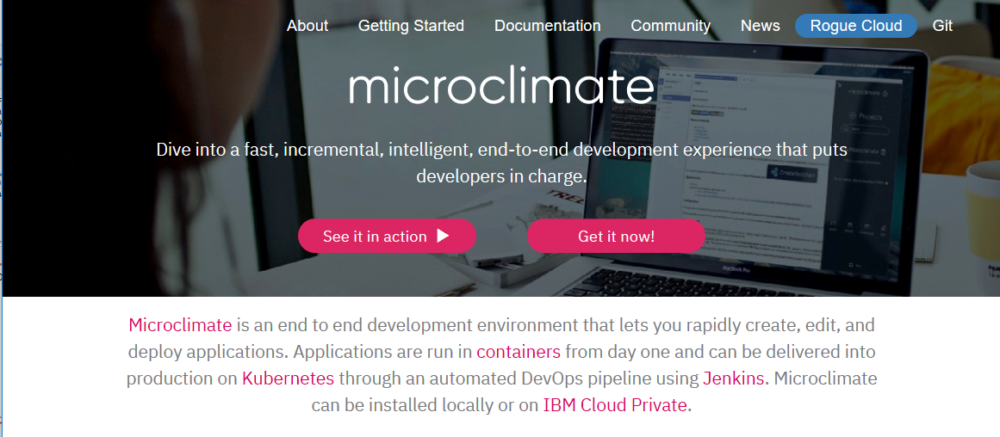 About Getting Started Documentation Community News Rogue Cloud Git
microclimate
Dive into a fast, incremental, intelligent, end-to-end development experience that puts
developers in charge.
See it in action
Get it now!
MacBook Pro
Microclimate is an end to end development environment that lets you rapidly create, edit, and
deploy applications. Applications are run in containers from day one and can be delivered into
production on Kubernetes through an automated DevOps pipeline using Jenkins. Microclimate
can be installed locally or on IBM Cloud Private.